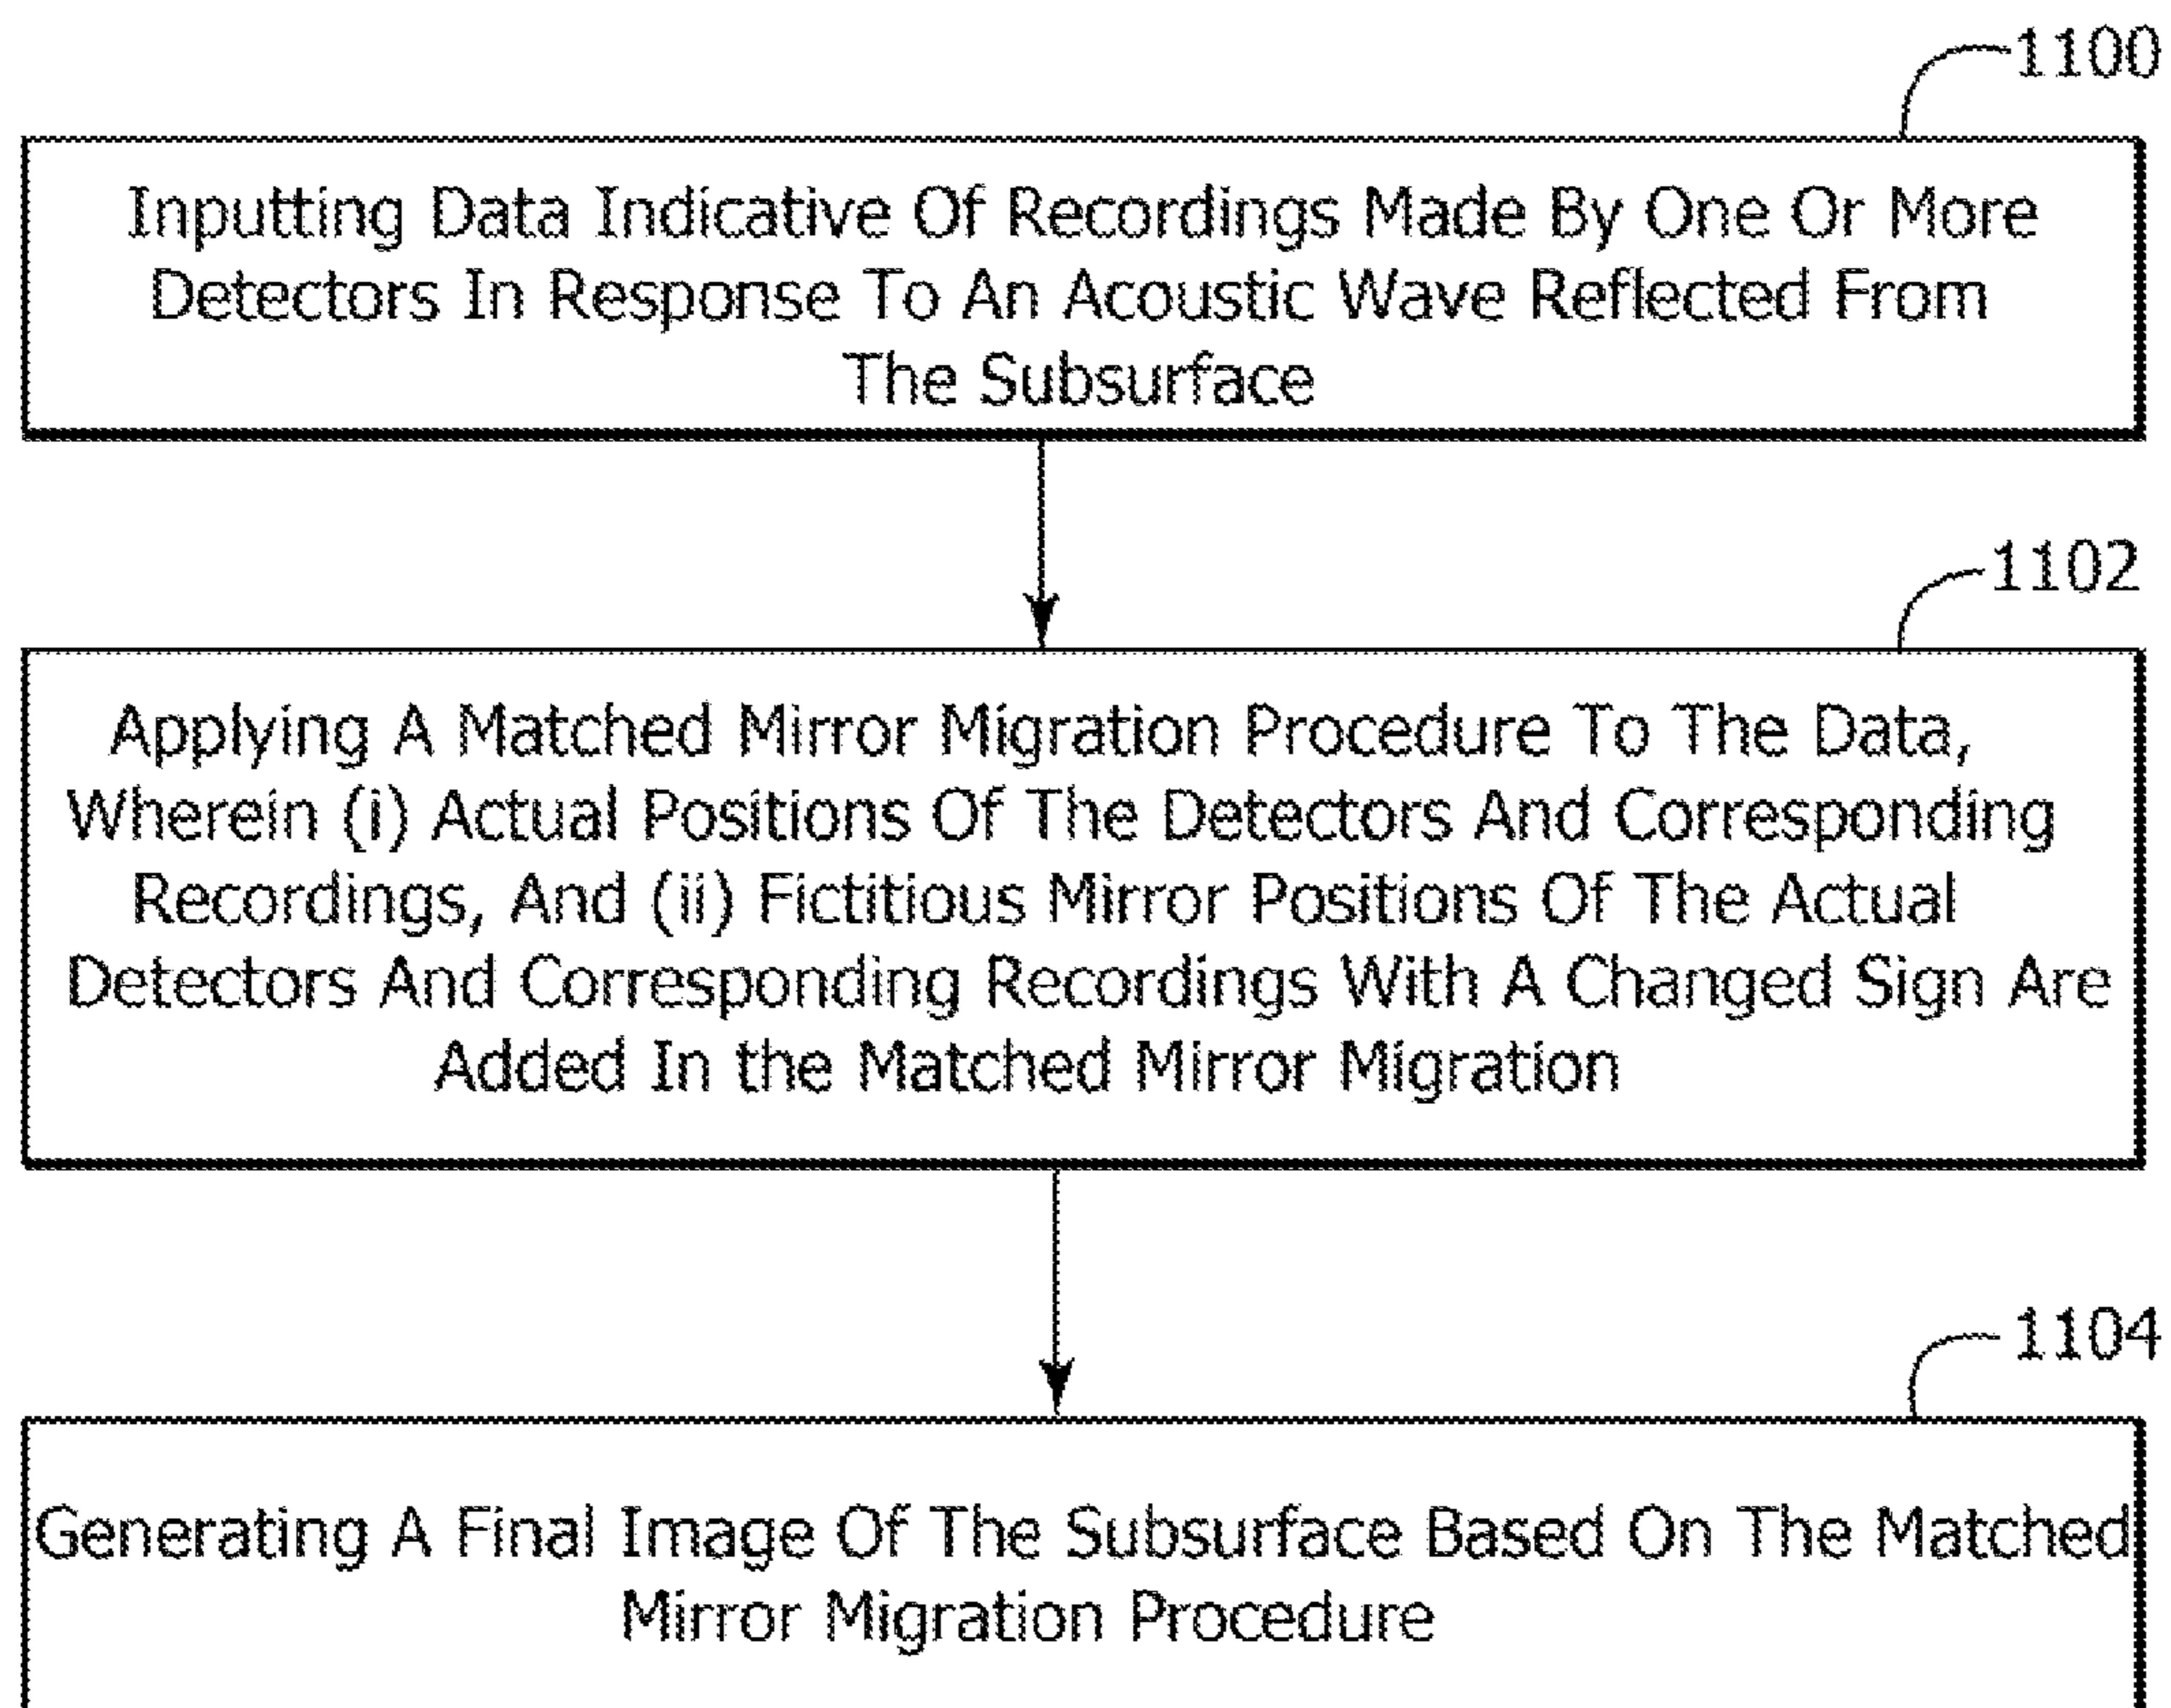 1100
Inputting Data Indicative Of Recordings Made By One Or More
Detectors In Response To An Acoustic Wave Reflected From
The Subsurface
1102
Applying A Matched Mirror Migration Procedure To The Data,
Wherein (i) Actual Positions Of The Detectors And Corresponding
Recordings, And (ii) Fictitious Mirror Positions Of The Actual
Detectors And Corresponding Recordings With A Changed Sign Are
Added In the Matched Mirror Migration
1104
Generating A Final Image Of The Subsurface Based On The Matched
Mirror Migration Procedure